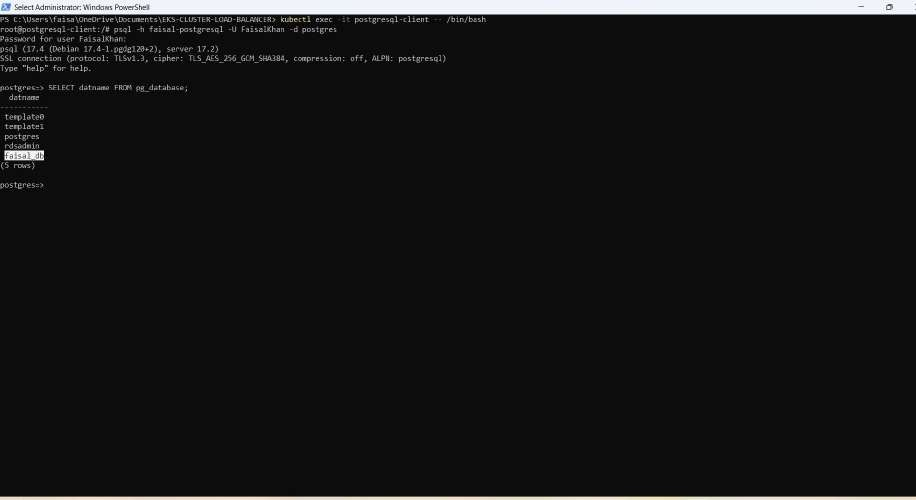 Select Administrator: Windows PowerShell
PS C:\Users\faisa\OneDrive\Documents\EKS-CLUSTER-LOAD-BALANCER> kubectl exec -it postgresql-client -- /bin/bash
root@postgresql-client:/# psql -h faisal-postgresql -U FaisalKhan -d postgres
Password for user FaisalKhan:
psql (17.4 (Debian 17.4-1.pgdg120+2), server 17.2)
SSL connection (protocol: TLSv1.3, cipher: TLS_AES_256_GCM_SHA384, compression: off, ALPN: postgresql)
Type "help" for help.
postgres=> SELECT datname FROM pg_database;
datname
-----------
template0
template1
postgres
rdsadmin
faisal_db
(5 rows)
postgres=>